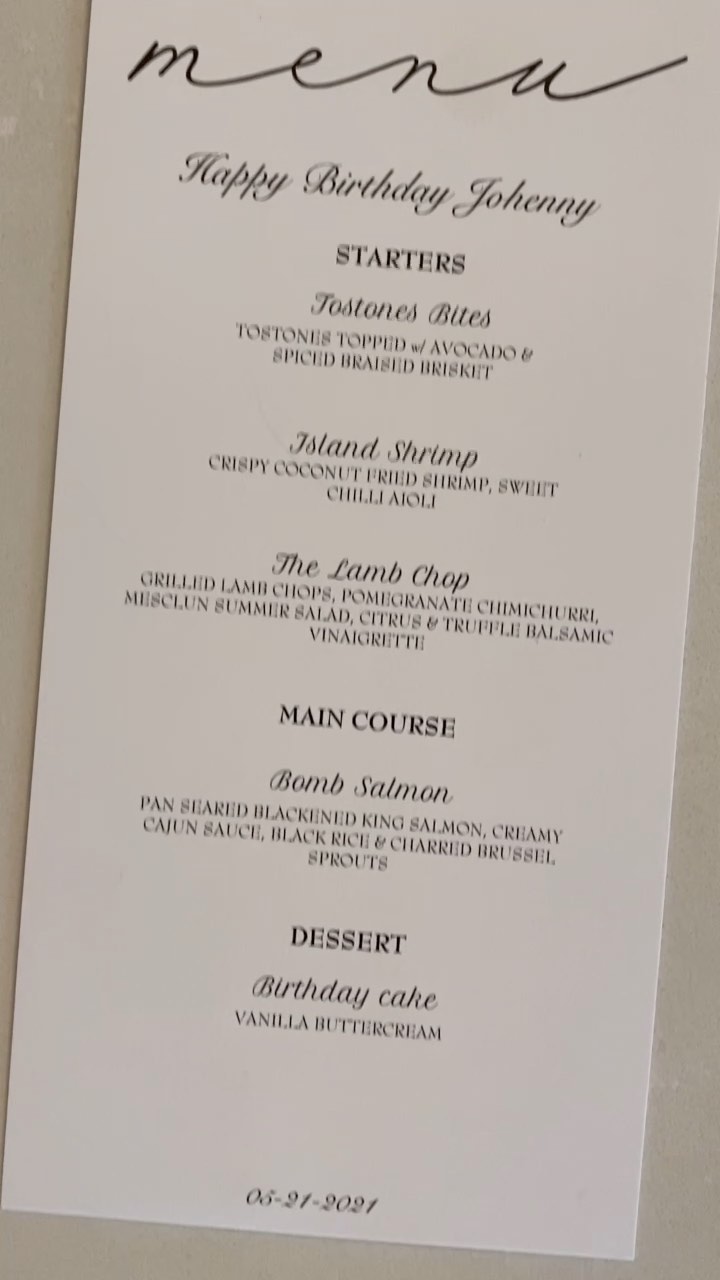 menu
Happy Birthday Johenny
STARTERS
Tostones Bites
TOSTONES TOPPED w/ AVOCADO &
SPICED BRAISED BRISKET
Island Shrimp
CRISPY COCONUT FRIED SHRIMP, SWEET
CHILLI AIOLI
The Lamb Chop
GRILLED LAMB CHOPS, POMEGRANATE CHIMICHURRI,
MESCLUN SUMMER SALAD, CITRUS & TRUFFLE BALSAMIC
VINAIGRETTE
MAIN COURSE
Bomb Salmon
PAN SEARED BLACKENED KING SALMON, CREAMY
CAJUN SAUCE, BLACK RICE & CHARRED BRUSSEL
SPROUTS
DESSERT
Birthday cake
VANILLA BUTTERCREAM
05-21-2021